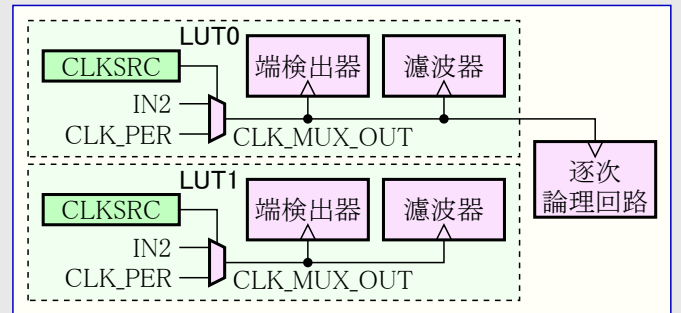 LUT0
CLKSRC
端検出器
濾波器
IN2
CLK_PER
CLK_MUX_OUT
逐次
論理回路
LUT1
CLKSRC
端検出器
濾波器
IN2
CLK_PER
CLK_MUX_OUT